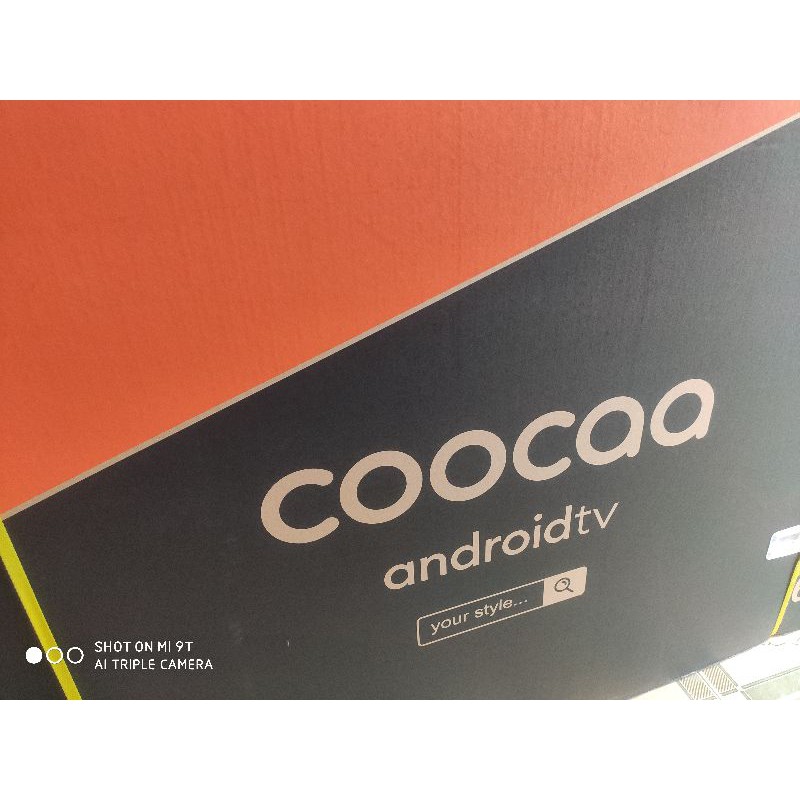 coocaa
androidtv
your style...
SHOT ON MI 9T
AI TRIPLE CAMERA